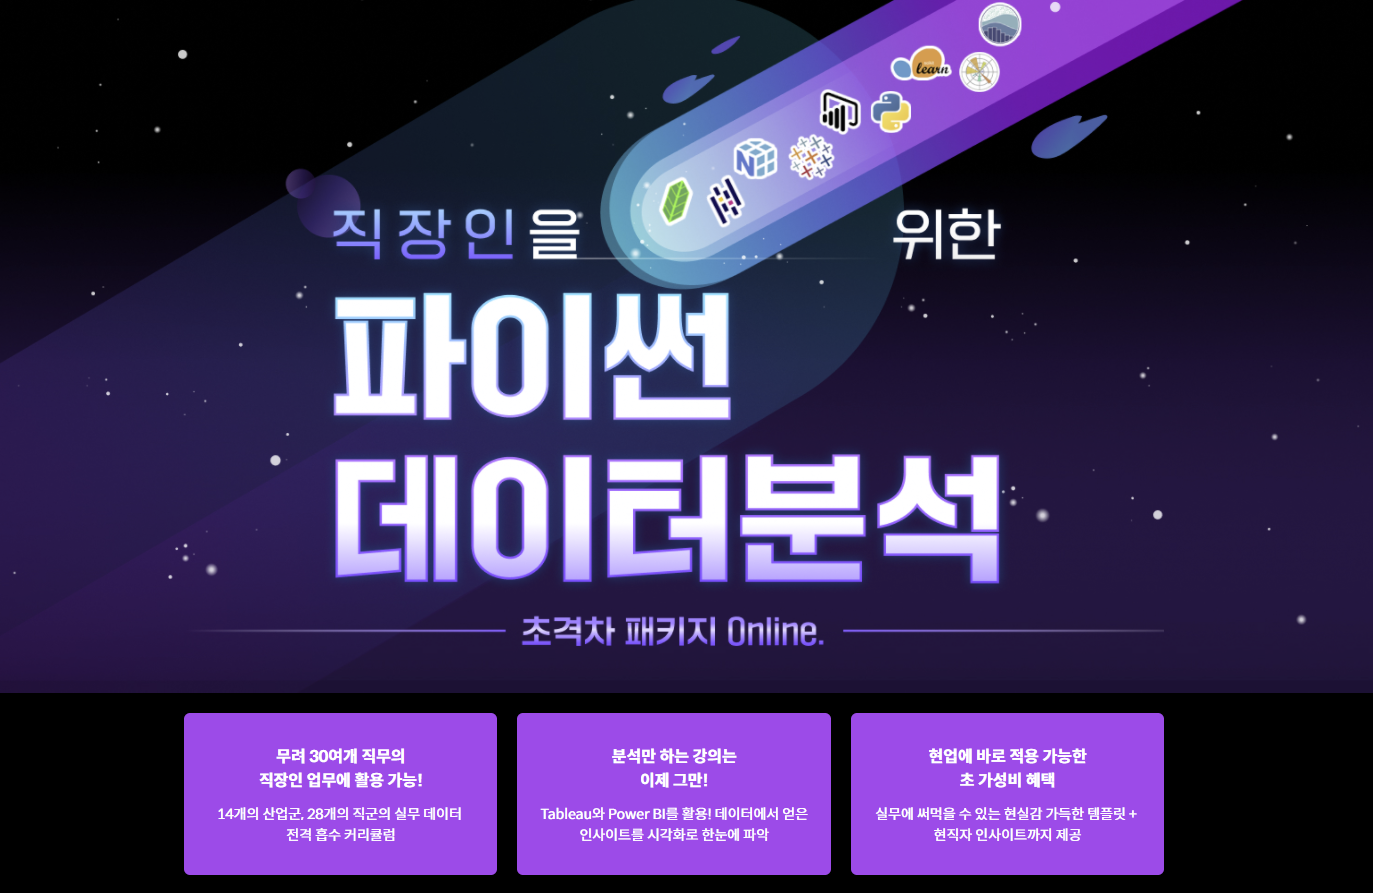 learn
N
직장인을 위한
파이썬
데이터분석
초격차 패키지 Online.
무려 30여개 직무의
직장인 업무에 활용 가능!
14개의 산업군, 28개의 직군의 실무 데이터
전격 흡수 커리큘럼
분석만 하는 강의는
이제 그만!
Tableau와 Power BI를 활용! 데이터에서 얻은
인사이트를 시각화로 한눈에 파악
현업에 바로 적용 가능한
초 가성비 혜택
실무에 써먹을 수 있는 현실감 가득한 템플릿 +
현직자 인사이트까지 제공